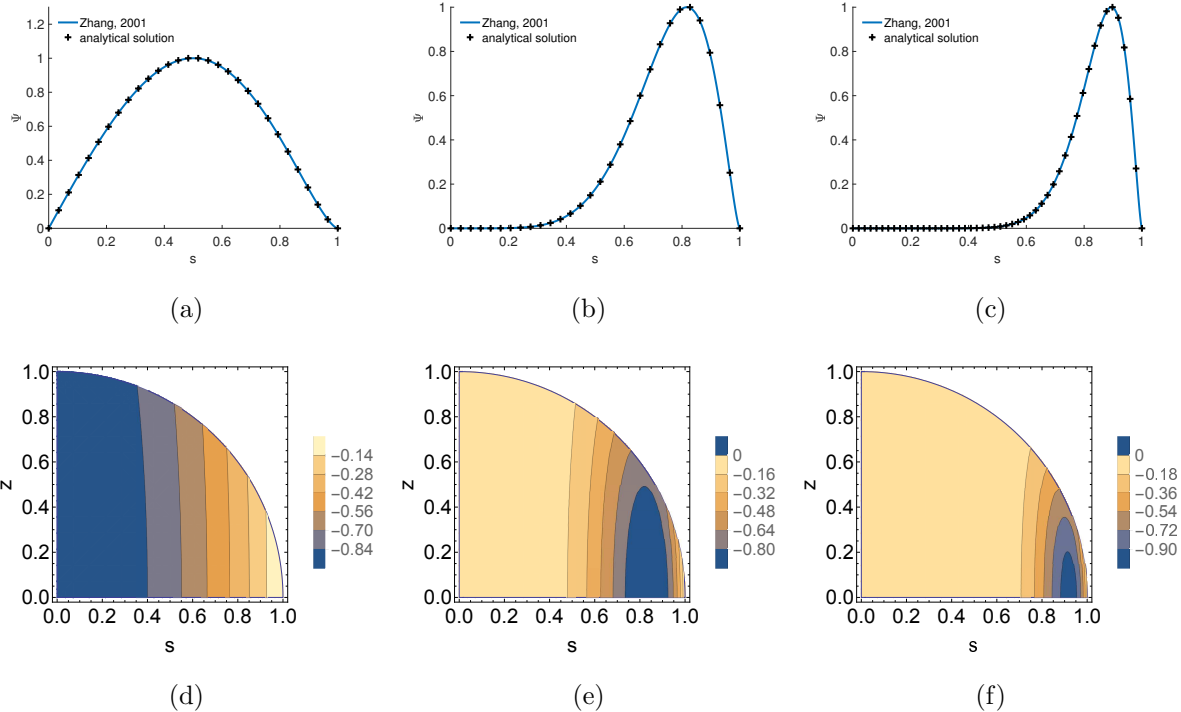 Zhang, 2001
analytical solution
1.2
1
0.8
0.6
0.4
0.2
0
Ψ
0 0.2 0.4 0.6 0.8 1
s
(a)
Zhang, 2001
analytical solution
1
0.8
0.6
0.4
0.2
0
Ψ
0 0.2 0.4 0.6 0.8 1
s
(b)
Zhang, 2001
analytical solution
1
0.8
0.6
0.4
0.2
0
Ψ
0 0.2 0.4 0.6 0.8 1
s
(c)
1.0
0.8
0.6
0.4
0.2
0.0
z
0.0 0.2 0.4 0.6 0.8 1.0
s
−0.14
−0.28
−0.42
−0.56
−0.70
−0.84
(d)
1.0
0.8
0.6
0.4
0.2
0.0
z
0.0 0.2 0.4 0.6 0.8 1.0
s
0
−0.16
−0.32
−0.48
−0.64
−0.80
(e)
1.0
0.8
0.6
0.4
0.2
0.0
z
0.0 0.2 0.4 0.6 0.8 1.0
s
0
−0.18
−0.36
−0.54
−0.72
−0.90
(f)